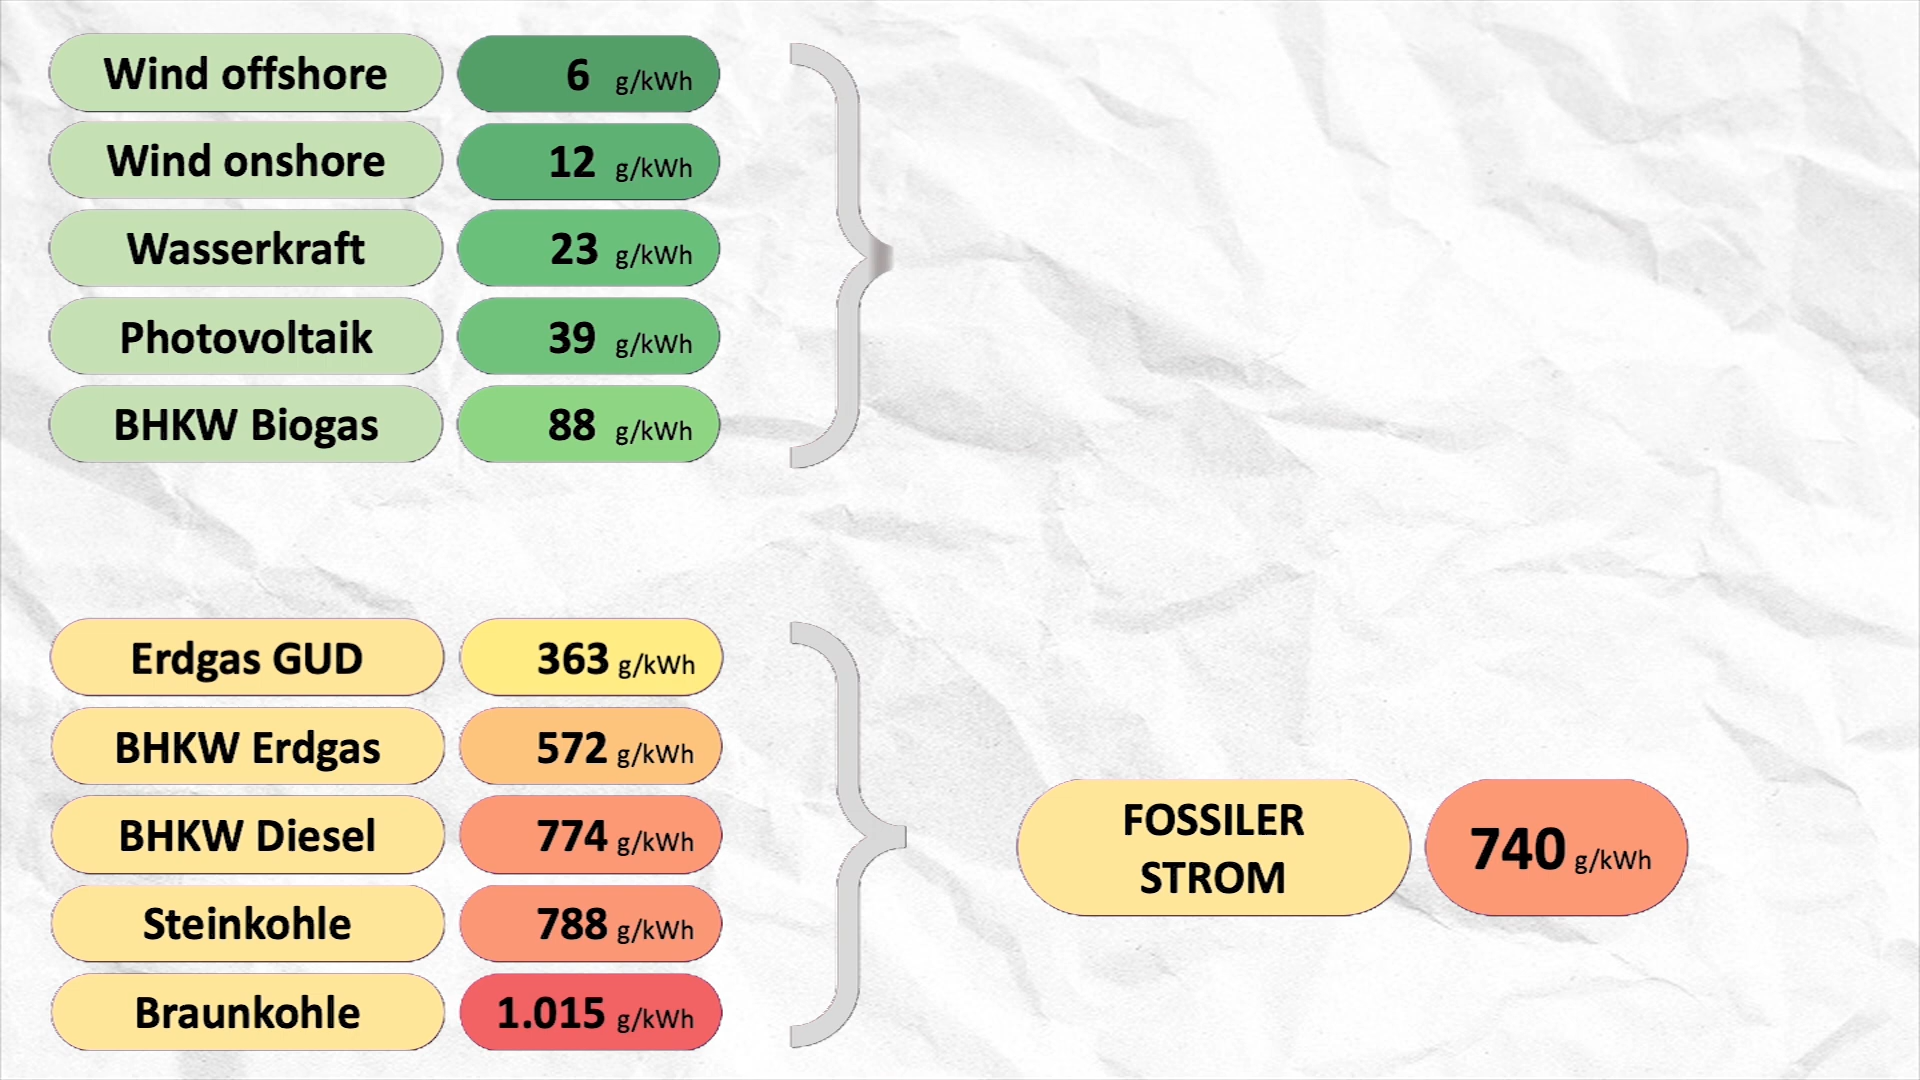 Wind offshore 6 g/kWh
Wind onshore 12 g/kWh
Wasserkraft 23 g/kWh
Photovoltaik 39 g/kWh
BHKW Biogas 88 g/kWh
Erdgas GUD 363 g/kWh
BHKW Erdgas 572 g/kWh
BHKW Diesel 774 g/kWh
Steinkohle 788 g/kWh
Braunkohle 1.015 g/kWh
FOSSILER
STROM
740 g/kWh